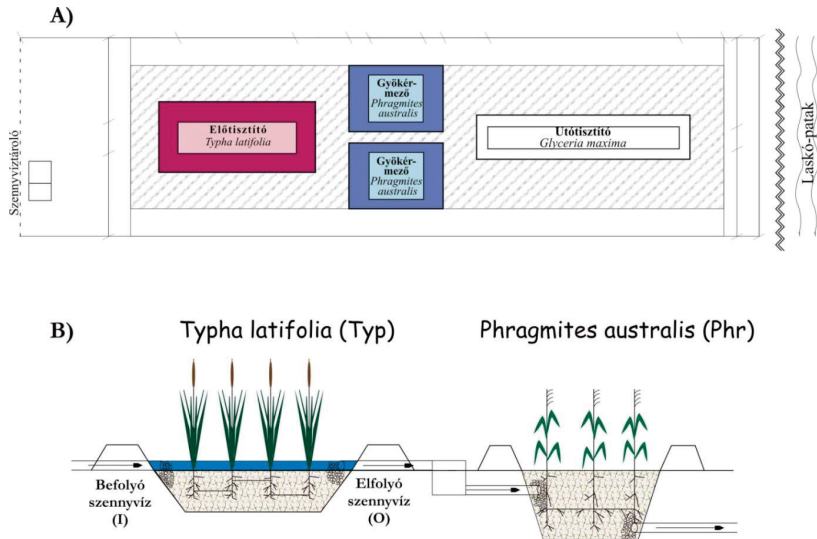 A)
Szennyvíztároló
Előtisztító
Typha latifolia
Gyökér-
mező
Phragmites
australis
Gyökér-
mező
Phragmites
australis
Utótisztító
Glyceria maxima
Laskó-patak
B)
Typha latifolia (Typ)
Phragmites australis (Phr)
Befolyó
szennyvíz
(I)
Elfolyó
szennyvíz
(O)